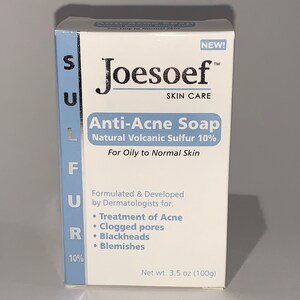 NEW!
Joesoef™
SKIN CARE
Anti-Acne Soap
Natural Volcanic Sulfur 10%
For Oily to Normal Skin
Formulated & Developed
by Dermatologists for:
• Treatment of Acne
• Clogged pores
• Blackheads
• Blemishes
Net wt. 3.5 oz (100g)
SULFUR
10%